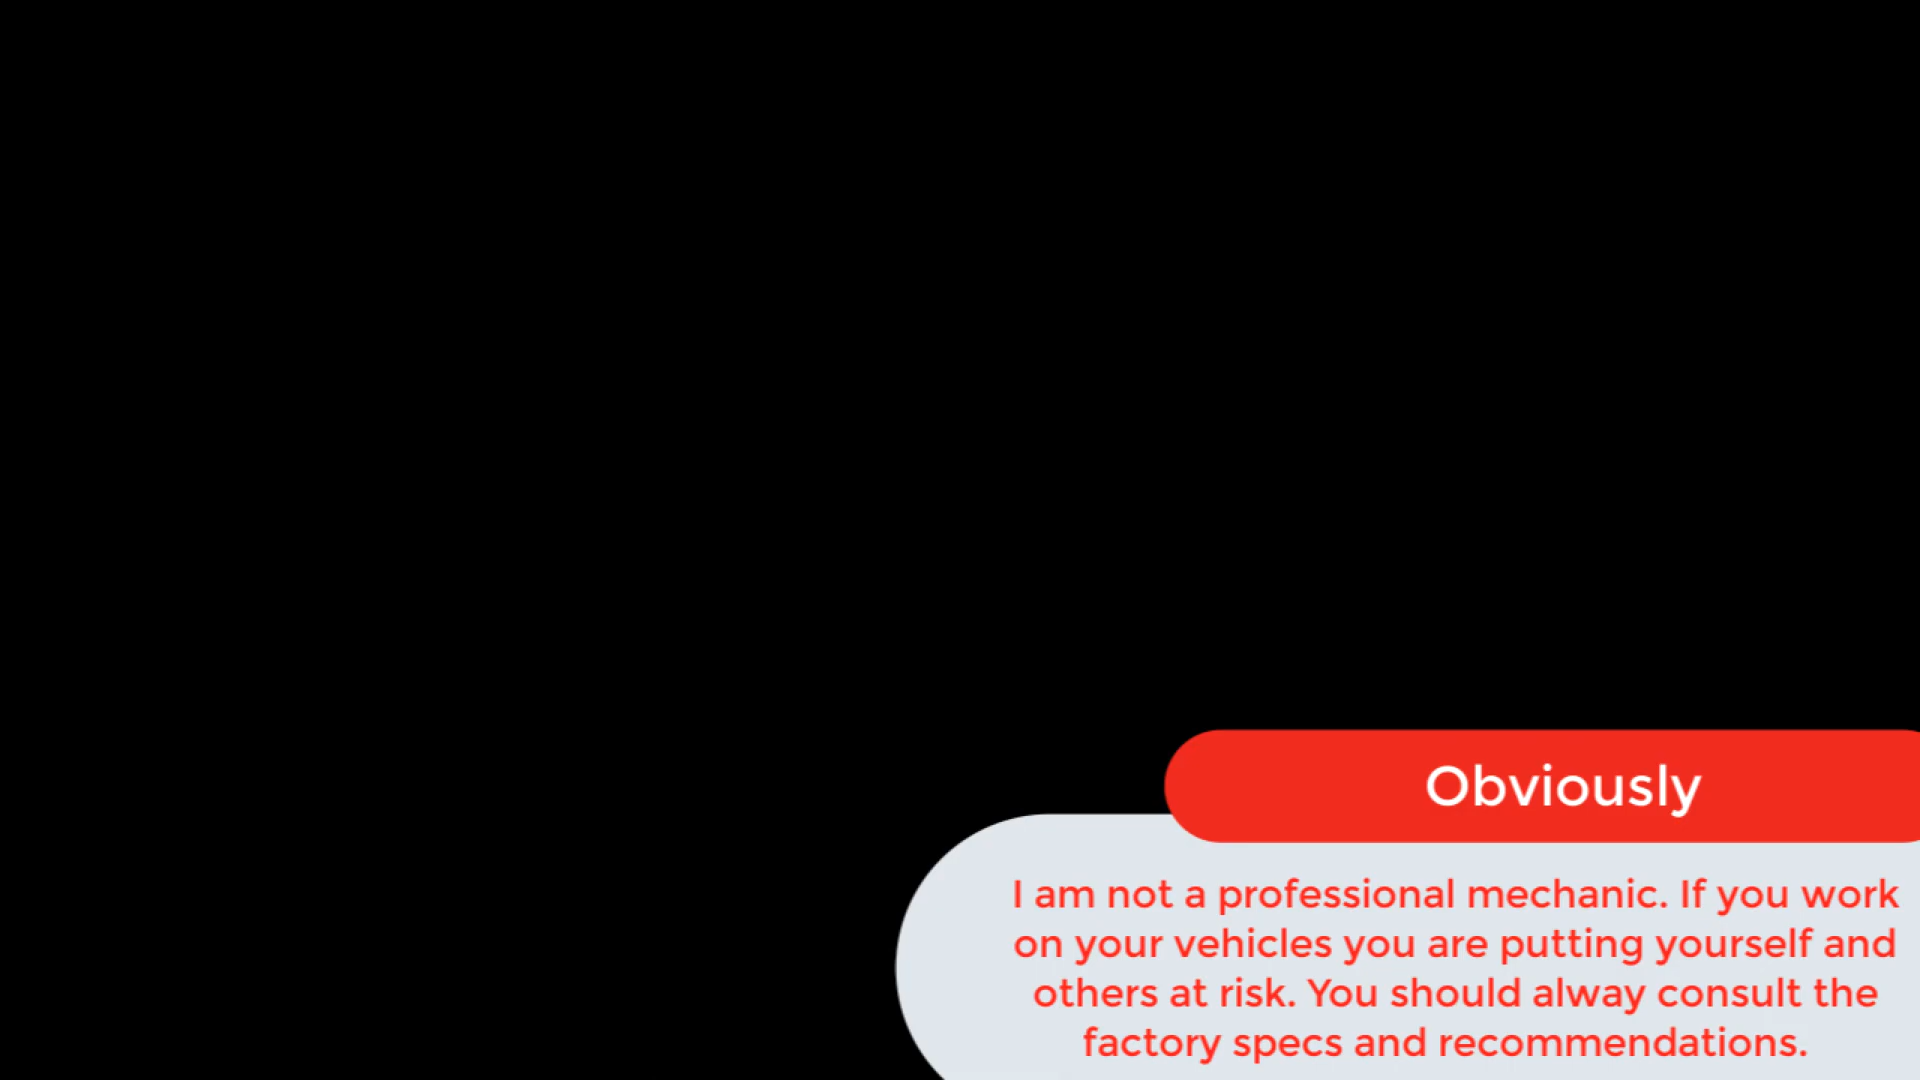 Obviously
I am not a professional mechanic. If you work
on your vehicles you are putting yourself and
others at risk. You should alway consult the
factory specs and recommendations.